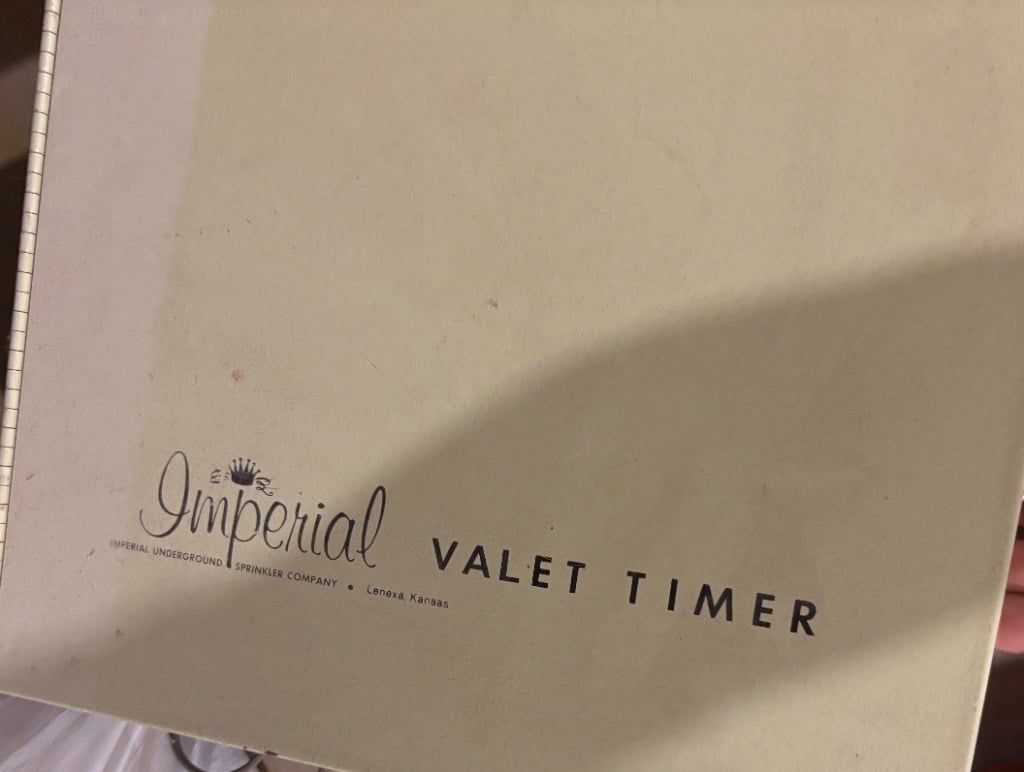 Imperial
IMPERIAL UNDERGROUND SPRINKLER COMPANY • Lenexa, Kansas
VALET TIMER